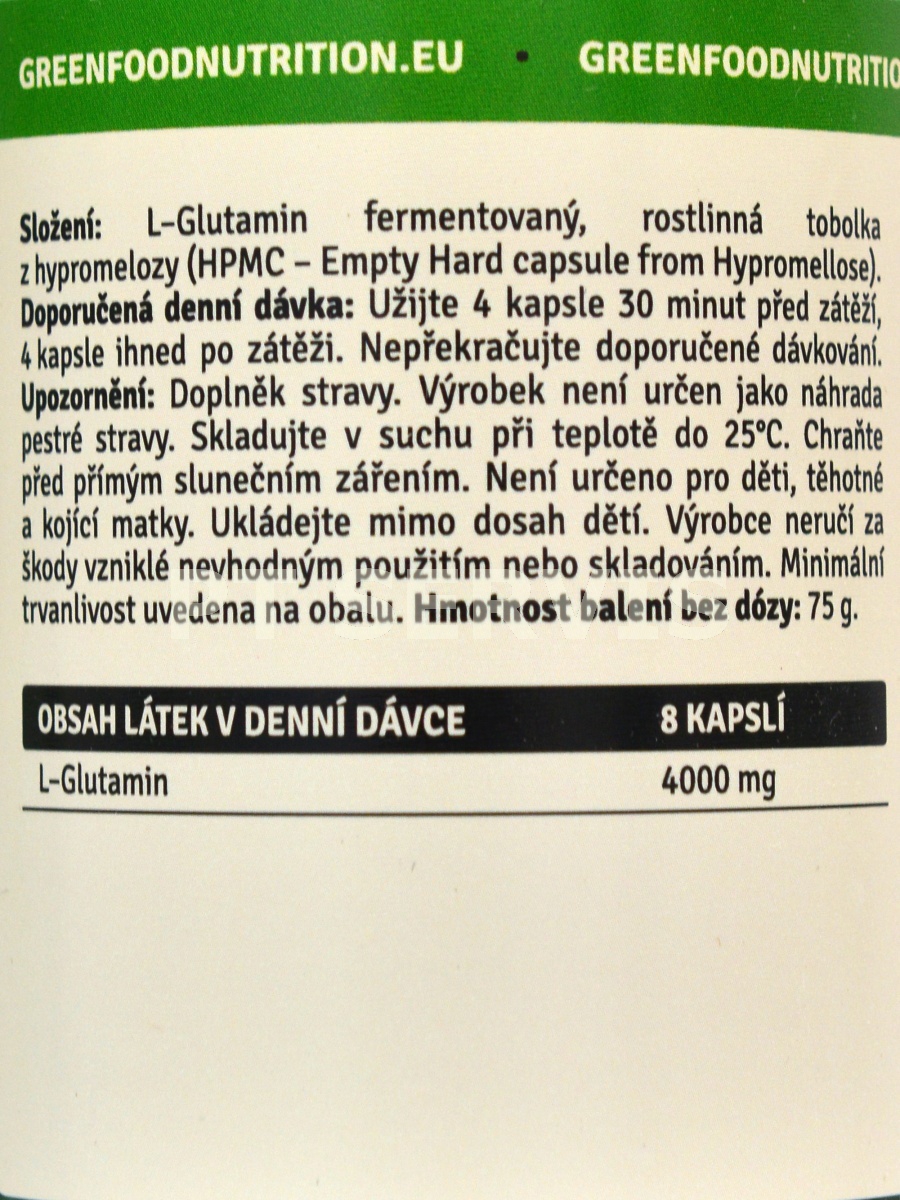 GREENFOODNUTRITION.EU • GREENFOODNUTRITIO
Složení: L-Glutamin fermentovaný, rostlinná tobolka
z hypromelozy (HPMC – Empty Hard capsule from Hypromellose).
Doporučená denní dávka: Užijte 4 kapsle 30 minut před zátěží,
4 kapsle ihned po zátěži. Nepřekračujte doporučené dávkování.
Upozornění: Doplněk stravy. Výrobek není určen jako náhrada
pestré stravy. Skladujte v suchu při teplotě do 25°C. Chraňte
před přímým slunečním zářením. Není určeno pro děti, těhotné
a kojící matky. Ukládejte mimo dosah dětí. Výrobce neručí za
škody vzniklé nevhodným použitím nebo skladováním. Minimální
trvanlivost uvedena na obalu. Hmotnost balení bez dózy: 75 g.
OBSAH LÁTEK V DENNÍ DÁVCE 8 KAPSLÍ
L-Glutamin 4000 mg